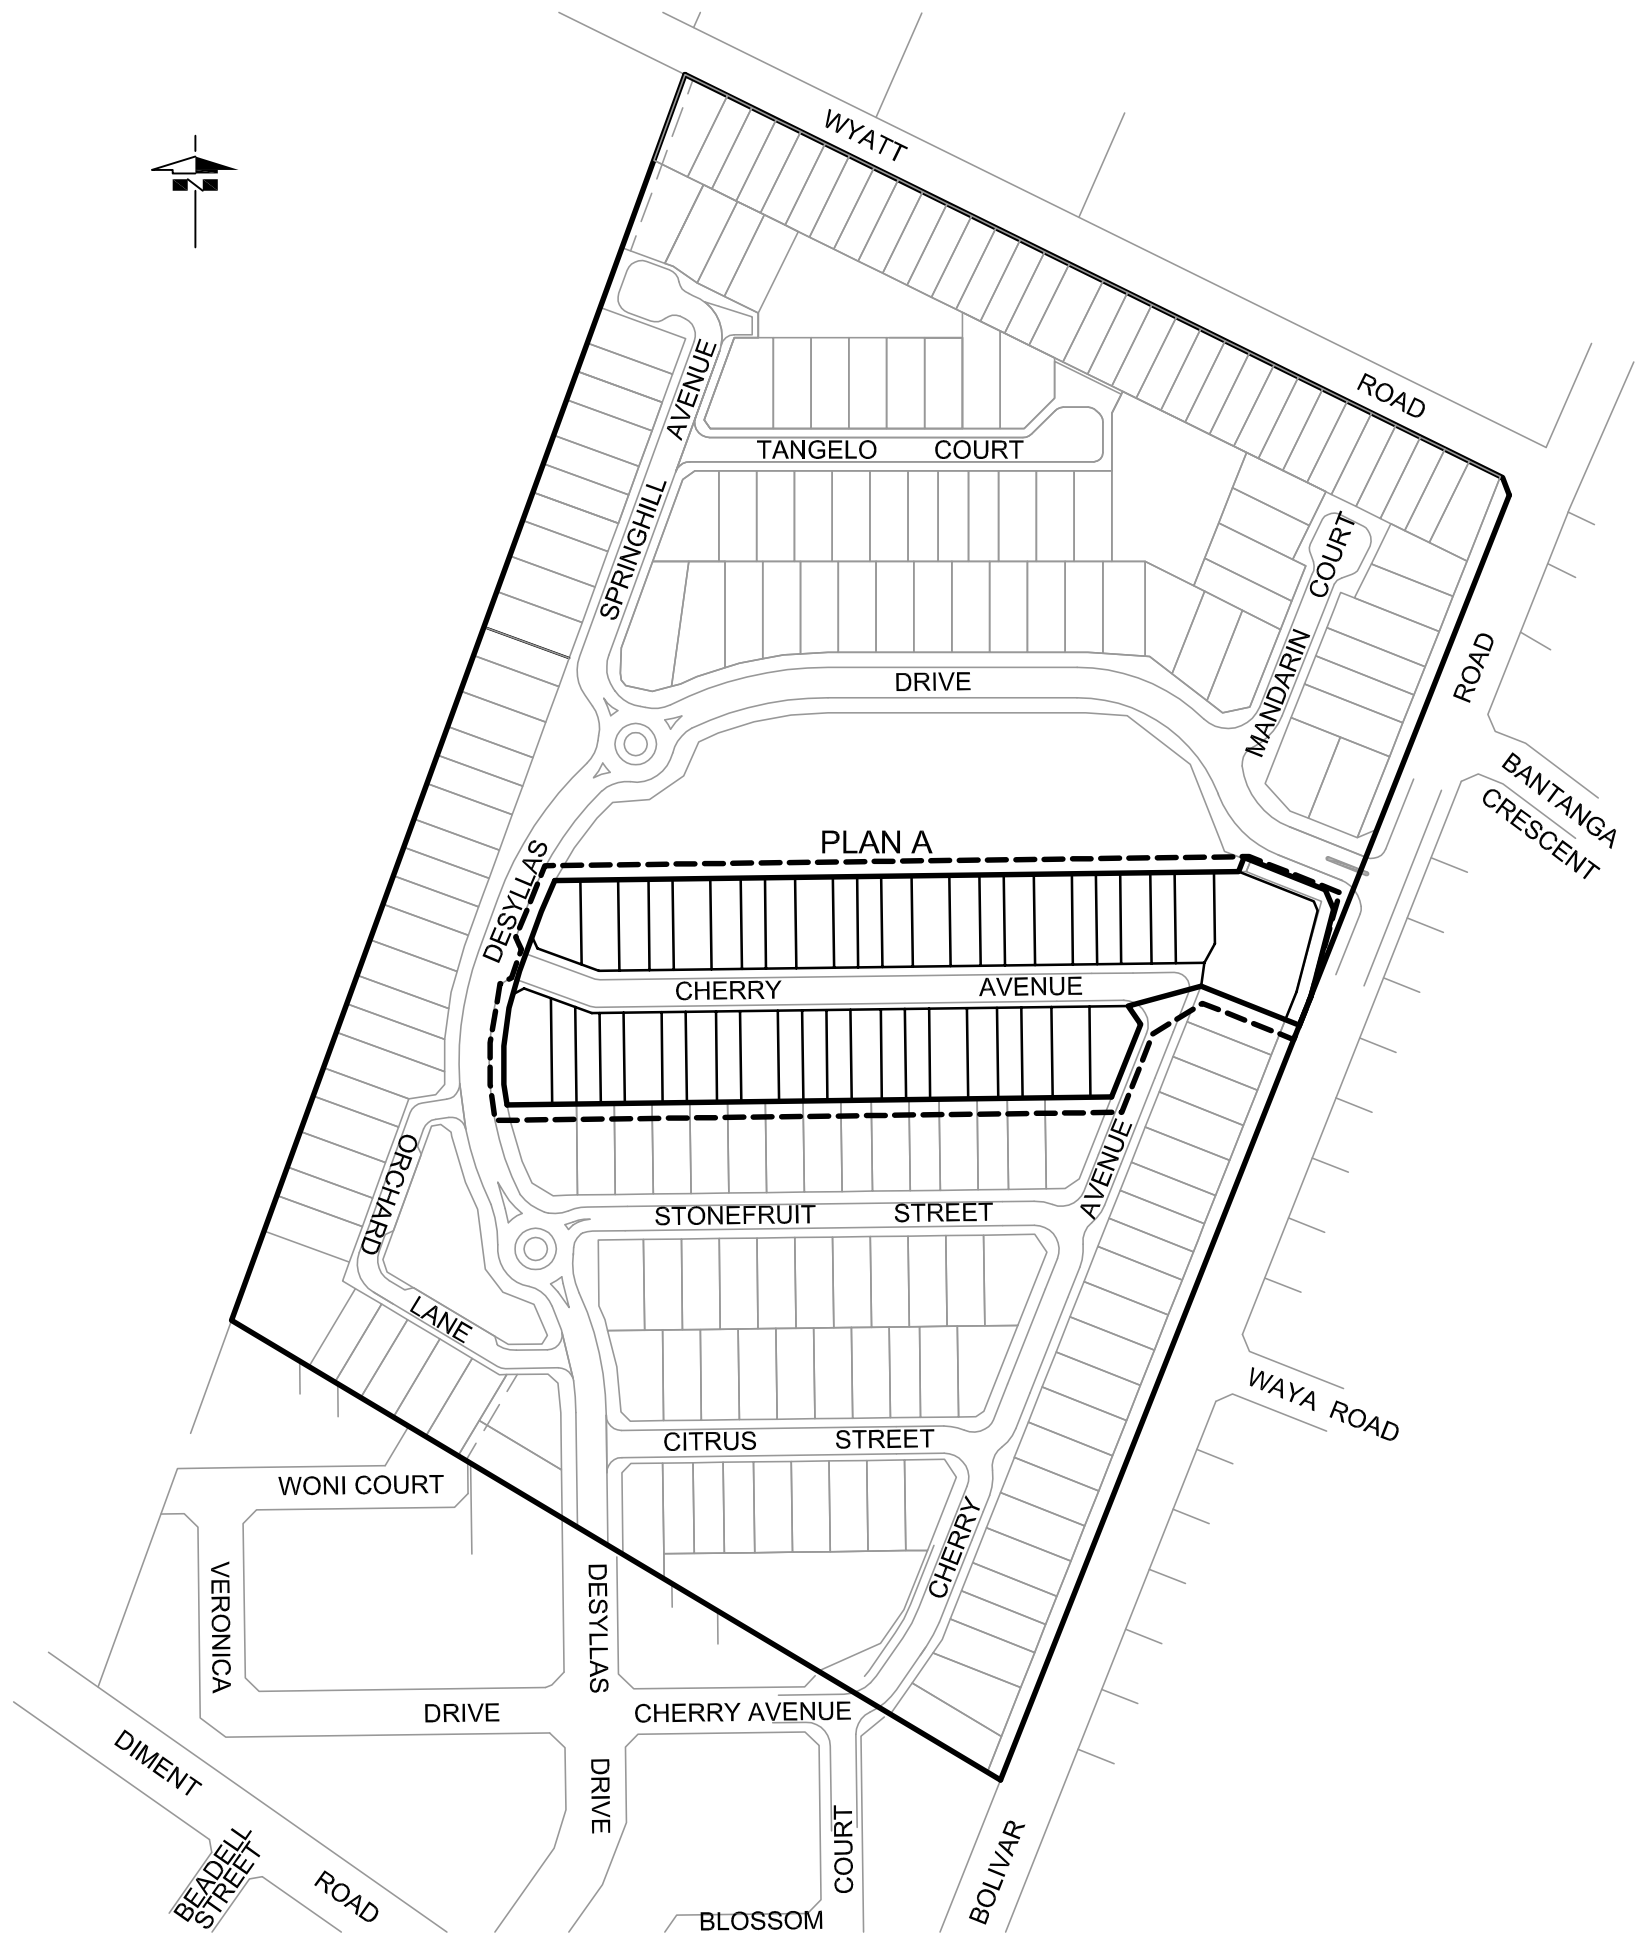 WYATT
ROAD
N
AVENUE
TANGELO COURT
SPRINGHILL
COURT
MANDARIN
ROAD
DRIVE
BANTANGA
CRESCENT
PLAN A
DESYLLAS
CHERRY AVENUE
ORCHARD
AVENUE
STONEFRUIT STREET
LANE
WAYA ROAD
CITRUS STREET
WONI COURT
CHERRY
VERONICA
DESYLLAS
DRIVE
CHERRY AVENUE
DIMENT
DRIVE
COURT
BOLIVAR
BEADELL
STREET
ROAD
BLOSSOM